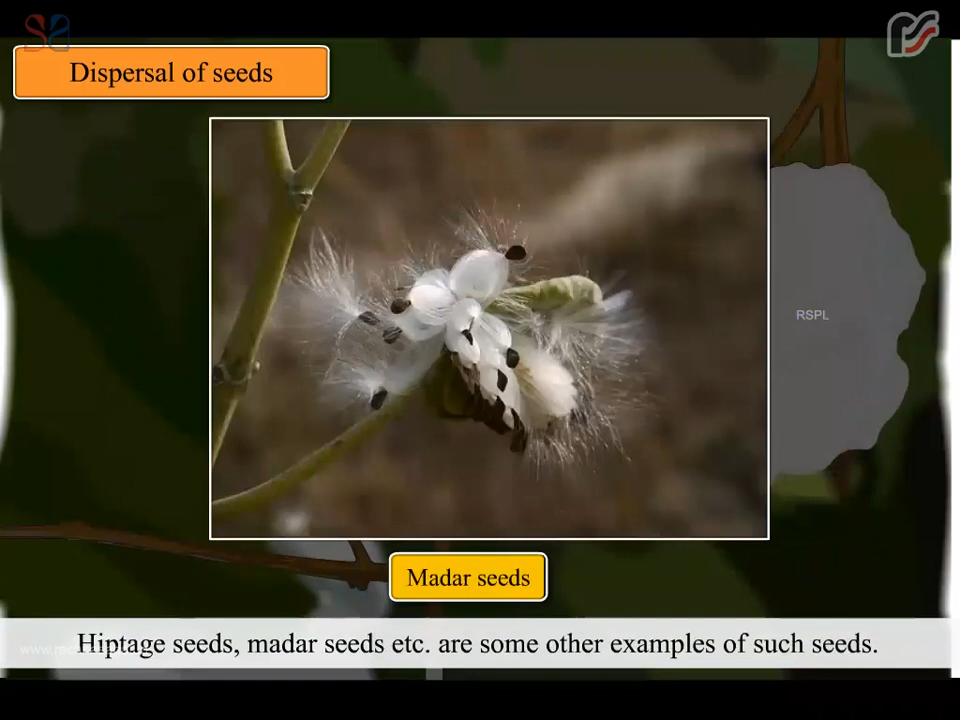 Dispersal of seeds
RSPL
Madar seeds
Hiptage seeds, madar seeds etc. are some other examples of such seeds.